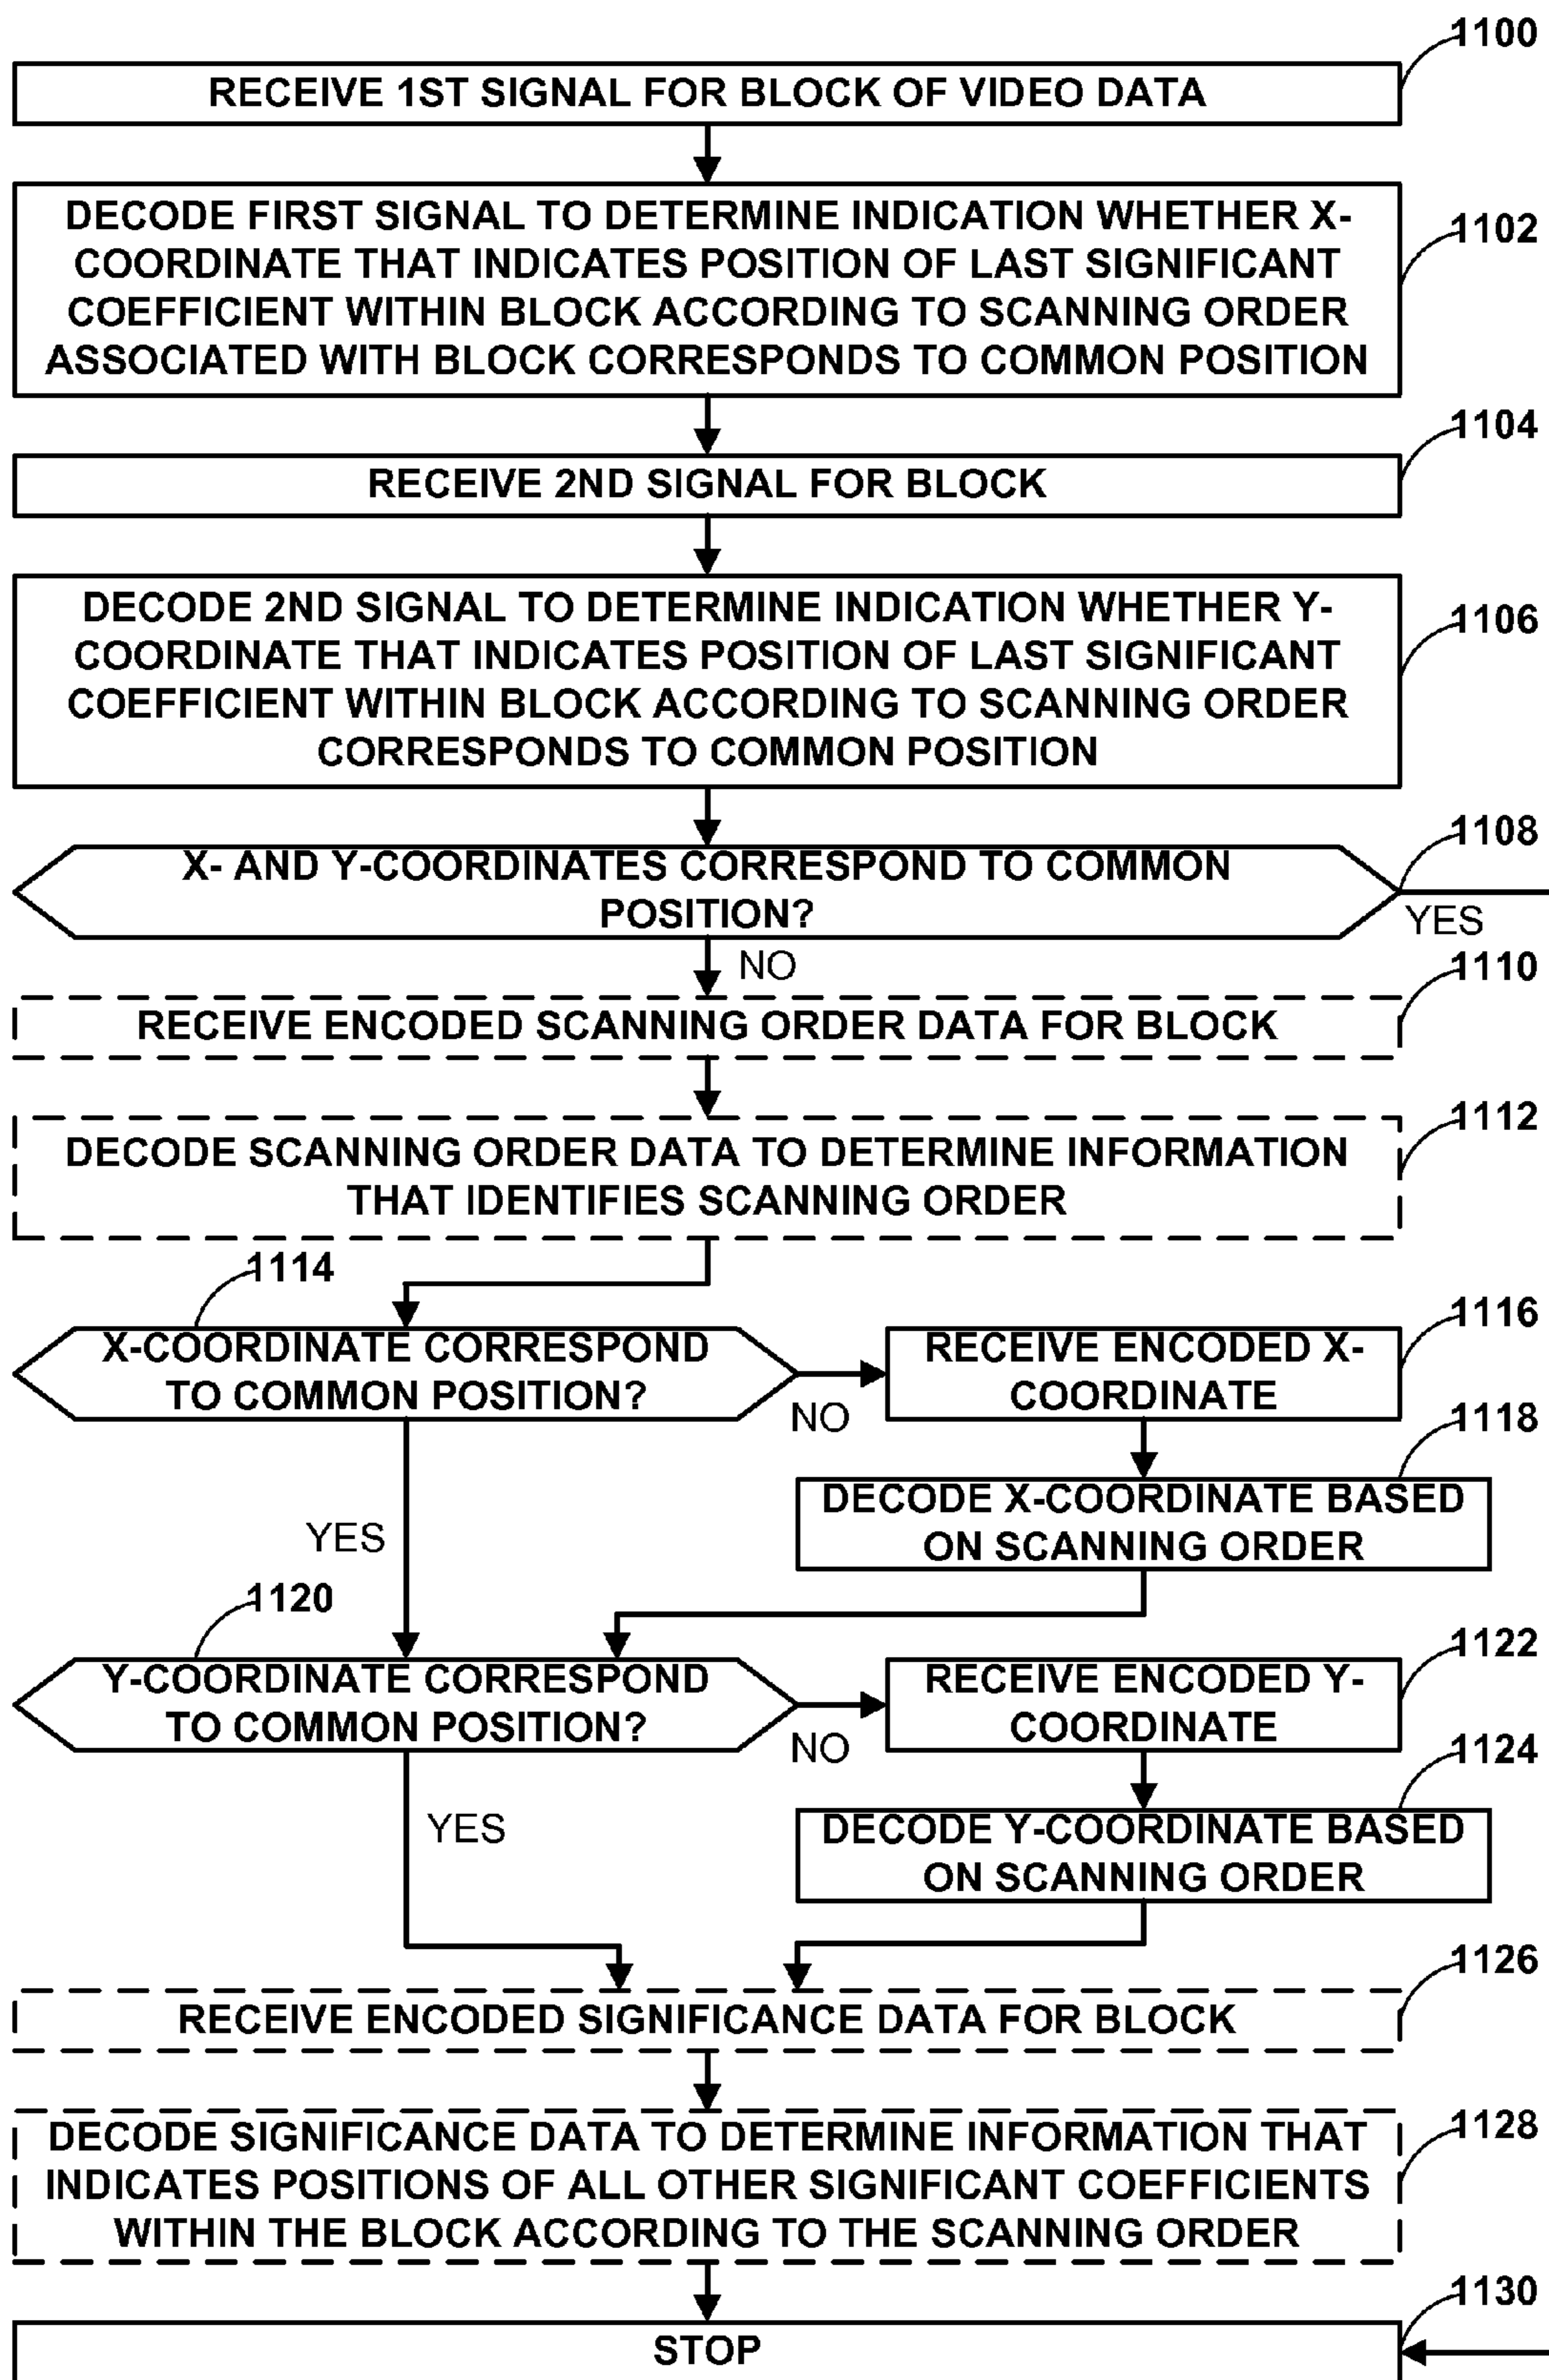 1100
RECEIVE 1ST SIGNAL FOR BLOCK OF VIDEO DATA
DECODE FIRST SIGNAL TO DETERMINE INDICATION WHETHER X-
COORDINATE THAT INDICATES POSITION OF LAST SIGNIFICANT
COEFFICIENT WITHIN BLOCK ACCORDING TO SCANNING ORDER
ASSOCIATED WITH BLOCK CORRESPONDS TO COMMON POSITION
1102
1104
RECEIVE 2ND SIGNAL FOR BLOCK
DECODE 2ND SIGNAL TO DETERMINE INDICATION WHETHER Y-
COORDINATE THAT INDICATES POSITION OF LAST SIGNIFICANT
COEFFICIENT WITHIN BLOCK ACCORDING TO SCANNING ORDER
CORRESPONDS TO COMMON POSITION
1106
1108
X- AND Y-COORDINATES CORRESPOND TO COMMON
POSITION?
YES
NO
1110
RECEIVE ENCODED SCANNING ORDER DATA FOR BLOCK
1112
DECODE SCANNING ORDER DATA TO DETERMINE INFORMATION
THAT IDENTIFIES SCANNING ORDER
1114
X-COORDINATE CORRESPOND
TO COMMON POSITION?
NO
1116
RECEIVE ENCODED X-
COORDINATE
1118
DECODE X-COORDINATE BASED
ON SCANNING ORDER
YES
1120
Y-COORDINATE CORRESPOND
TO COMMON POSITION?
NO
1122
RECEIVE ENCODED Y-
COORDINATE
1124
DECODE Y-COORDINATE BASED
ON SCANNING ORDER
YES
1126
RECEIVE ENCODED SIGNIFICANCE DATA FOR BLOCK
DECODE SIGNIFICANCE DATA TO DETERMINE INFORMATION THAT
INDICATES POSITIONS OF ALL OTHER SIGNIFICANT COEFFICIENTS
WITHIN THE BLOCK ACCORDING TO THE SCANNING ORDER
1128
1130
STOP